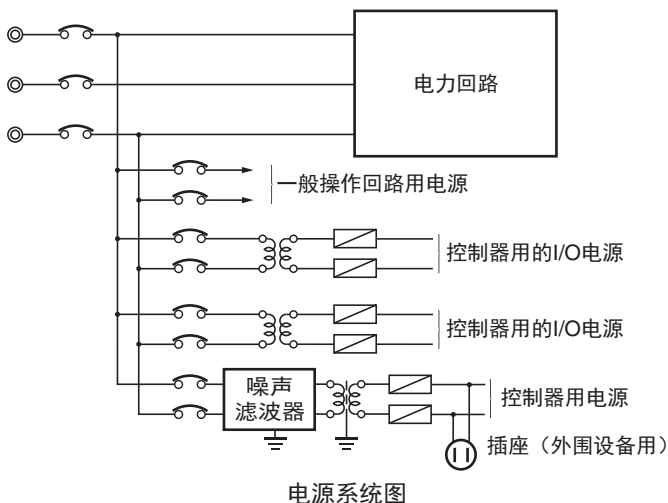 电力回路
一般操作回路用电源
控制器用的I/O电源
控制器用的I/O电源
噪声
滤波器
控制器用电源
插座（外围设备用）
电源系统图